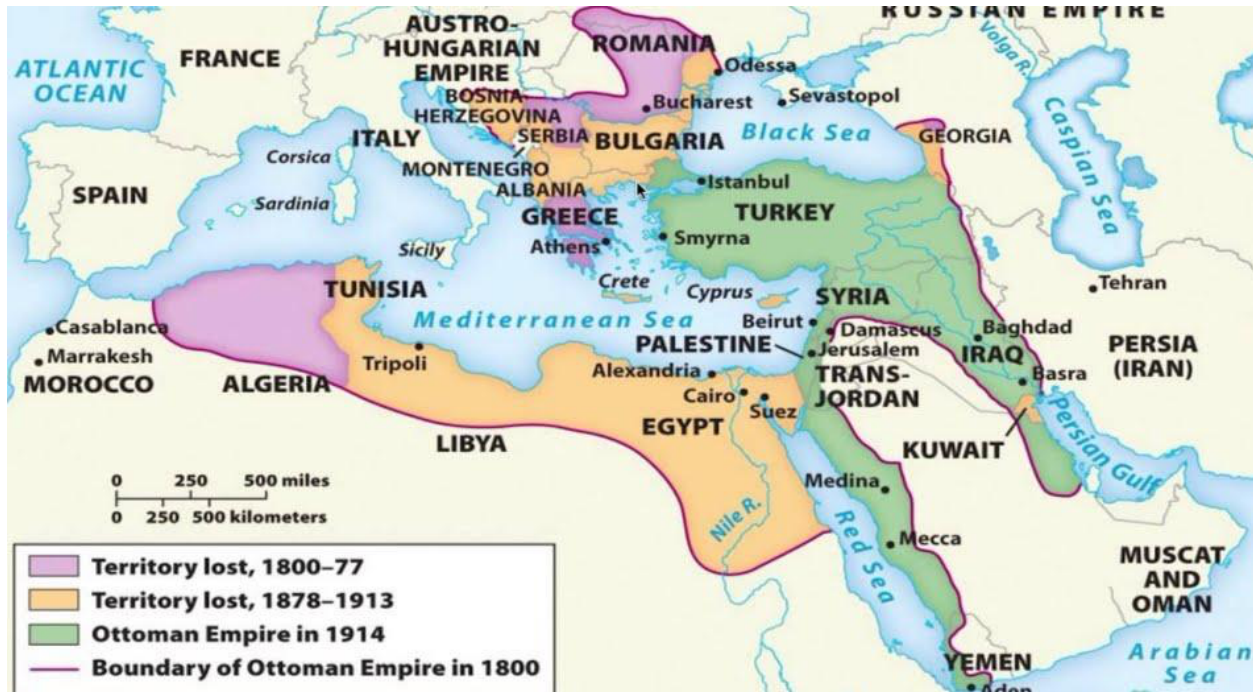 RUSSIAN EMPIRE
AUSTRO-
HUNGARIAN
EMPIRE
ROMANIA
FRANCE
ATLANTIC
OCEAN
Volga R.
Odessa
BOSNIA-
HERZEGOVINA
Bucharest
Sevastopol
Caspian Sea
SERBIA
ITALY
BULGARIA
Black Sea
GEORGIA
Corsica
MONTENEGRO
SPAIN
ALBANIA
Istanbul
Sardinia
GREECE
TURKEY
Athens
Smyrna
Sicily
Crete
Cyprus
SYRIA
Tehran
TUNISIA
Mediterranean Sea
Beirut
Damascus
Baghdad
Casablanca
PALESTINE
Jerusalem
IRAQ
PERSIA
(IRAN)
Marrakesh
Tripoli
Alexandria
TRANS-
JORDAN
Basra
MOROCCO
ALGERIA
Cairo
Suez
EGYPT
KUWAIT
Persian Gulf
LIBYA
Medina
0 250 500 miles
0 250 500 kilometers
Nile R.
Red Sea
Mecca
MUSCAT
AND
OMAN
Territory lost, 1800–77
Territory lost, 1878–1913
Ottoman Empire in 1914
Boundary of Ottoman Empire in 1800
YEMEN
Aden
Arabian
Sea